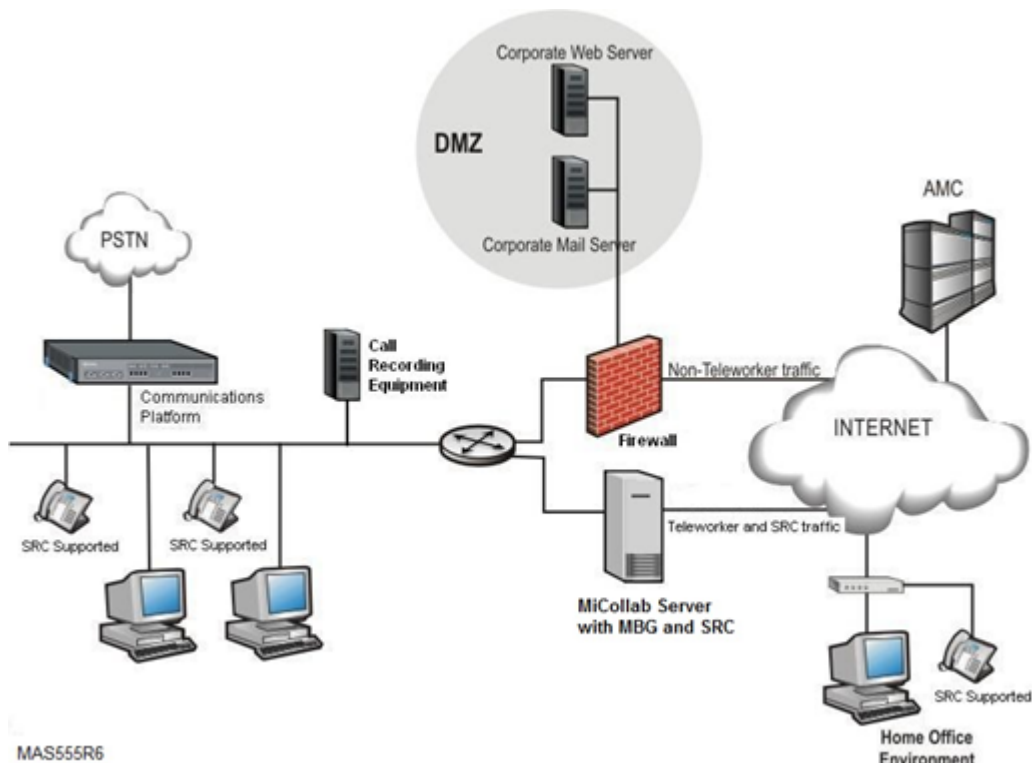 Corporate Web Server
DMZ
Corporate Mail Server
AMC
PSTN
Call
Recording
Equipment
Communications
Platform
Non-Teleworker traffic
INTERNET
Firewall
Teleworker and SRC traffic
SRC Supported
SRC Supported
MiCollab Server
with MBG and SRC
SRC Supported
Home Office
Environment
MAS555R6